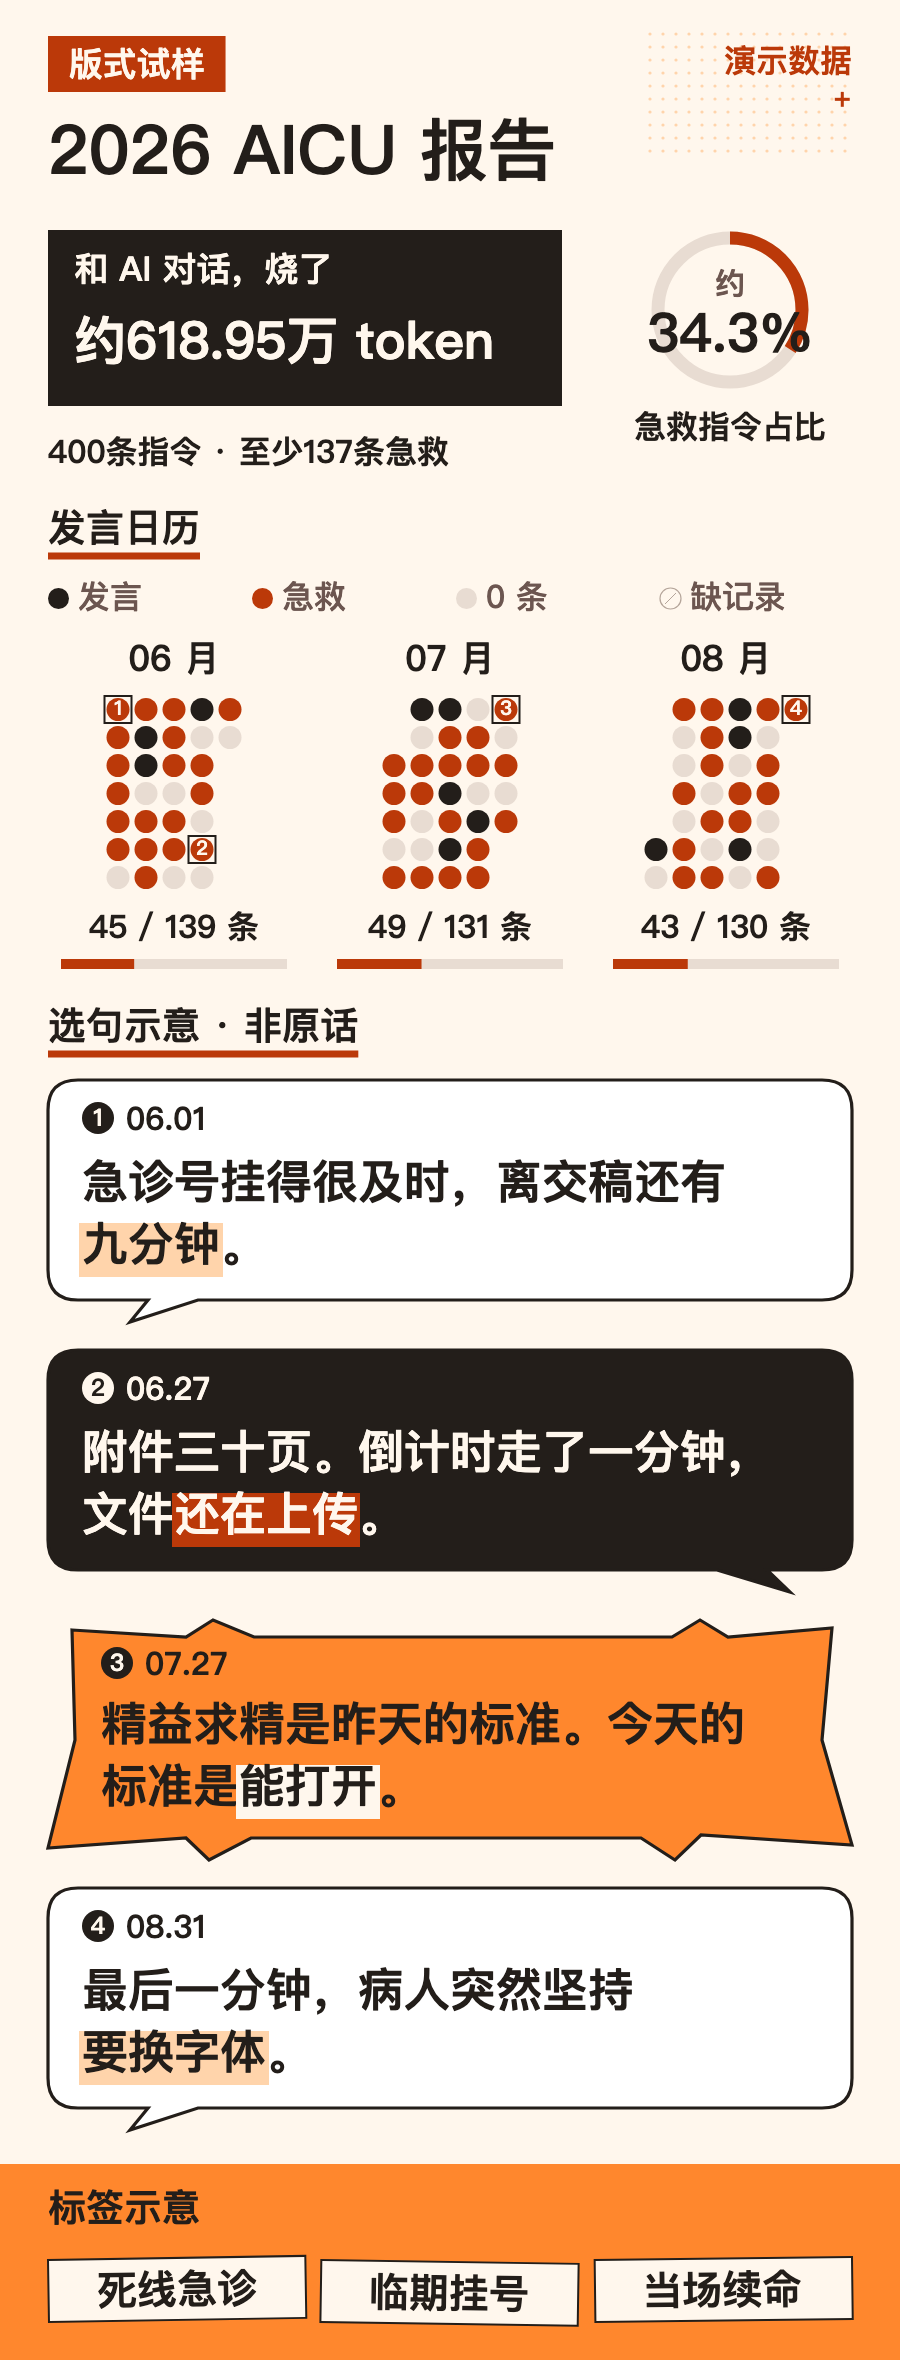 版式试样
演示数据
+
2026 AICU 报告
和 AI 对话，烧了
约618.95万 token
约
34.3%
急救指令占比
400条指令 · 至少137条急救
发言日历
发言
急救
0 条
缺记录
06 月
07 月
08 月
1
3
4
2
45 / 139 条
49 / 131 条
43 / 130 条
选句示意 · 非原话
1 06.01
急诊号挂得很及时，离交稿还有
九分钟。
2 06.27
附件三十页。倒计时走了一分钟，
文件还在上传。
3 07.27
精益求精是昨天的标准。今天的
标准是能打开。
4 08.31
最后一分钟，病人突然坚持
要换字体。
标签示意
死线急诊
临期挂号
当场续命